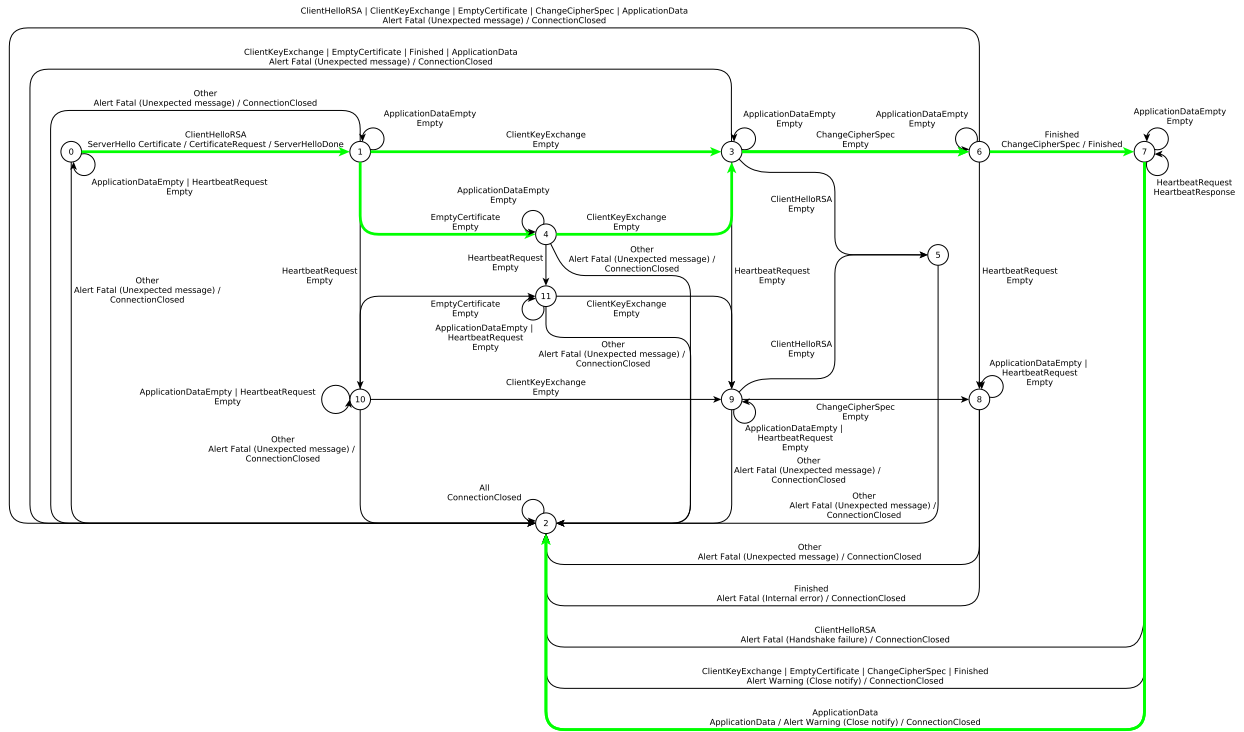 ClientHelloRSA | ClientKeyExchange | EmptyCertificate | ChangeCipherSpec | ApplicationData
Alert Fatal (Unexpected message) / ConnectionClosed
ClientKeyExchange | EmptyCertificate | Finished | ApplicationData
Alert Fatal (Unexpected message) / ConnectionClosed
Other
Alert Fatal (Unexpected message) / ConnectionClosed
ApplicationDataEmpty
Empty
ApplicationDataEmpty
Empty
ApplicationDataEmpty
Empty
ApplicationDataEmpty
Empty
ClientHelloRSA
ServerHello Certificate / CertificateRequest / ServerHelloDone
ClientKeyExchange
Empty
ChangeCipherSpec
Empty
Finished
ChangeCipherSpec / Finished
0
1
3
6
7
ApplicationDataEmpty | HeartbeatRequest
Empty
HeartbeatRequest
HeartbeatResponse
ApplicationDataEmpty
Empty
ClientHelloRSA
Empty
EmptyCertificate
Empty
ClientKeyExchange
Empty
4
Other
Alert Fatal (Unexpected message) /
ConnectionClosed
5
HeartbeatRequest
Empty
HeartbeatRequest
Empty
HeartbeatRequest
Empty
HeartbeatRequest
Empty
Other
Alert Fatal (Unexpected message) /
ConnectionClosed
11
EmptyCertificate
Empty
ClientKeyExchange
Empty
ApplicationDataEmpty |
HeartbeatRequest
Empty
Other
Alert Fatal (Unexpected message) /
ConnectionClosed
ClientHelloRSA
Empty
ApplicationDataEmpty |
HeartbeatRequest
Empty
ApplicationDataEmpty | HeartbeatRequest
Empty
ClientKeyExchange
Empty
10
9
8
ChangeCipherSpec
Empty
ApplicationDataEmpty |
HeartbeatRequest
Empty
Other
Alert Fatal (Unexpected message) /
ConnectionClosed
Other
Alert Fatal (Unexpected message) /
ConnectionClosed
All
ConnectionClosed
Other
Alert Fatal (Unexpected message) /
ConnectionClosed
2
Other
Alert Fatal (Unexpected message) / ConnectionClosed
Finished
Alert Fatal (Internal error) / ConnectionClosed
ClientHelloRSA
Alert Fatal (Handshake failure) / ConnectionClosed
ClientKeyExchange | EmptyCertificate | ChangeCipherSpec | Finished
Alert Warning (Close notify) / ConnectionClosed
ApplicationData
ApplicationData / Alert Warning (Close notify) / ConnectionClosed